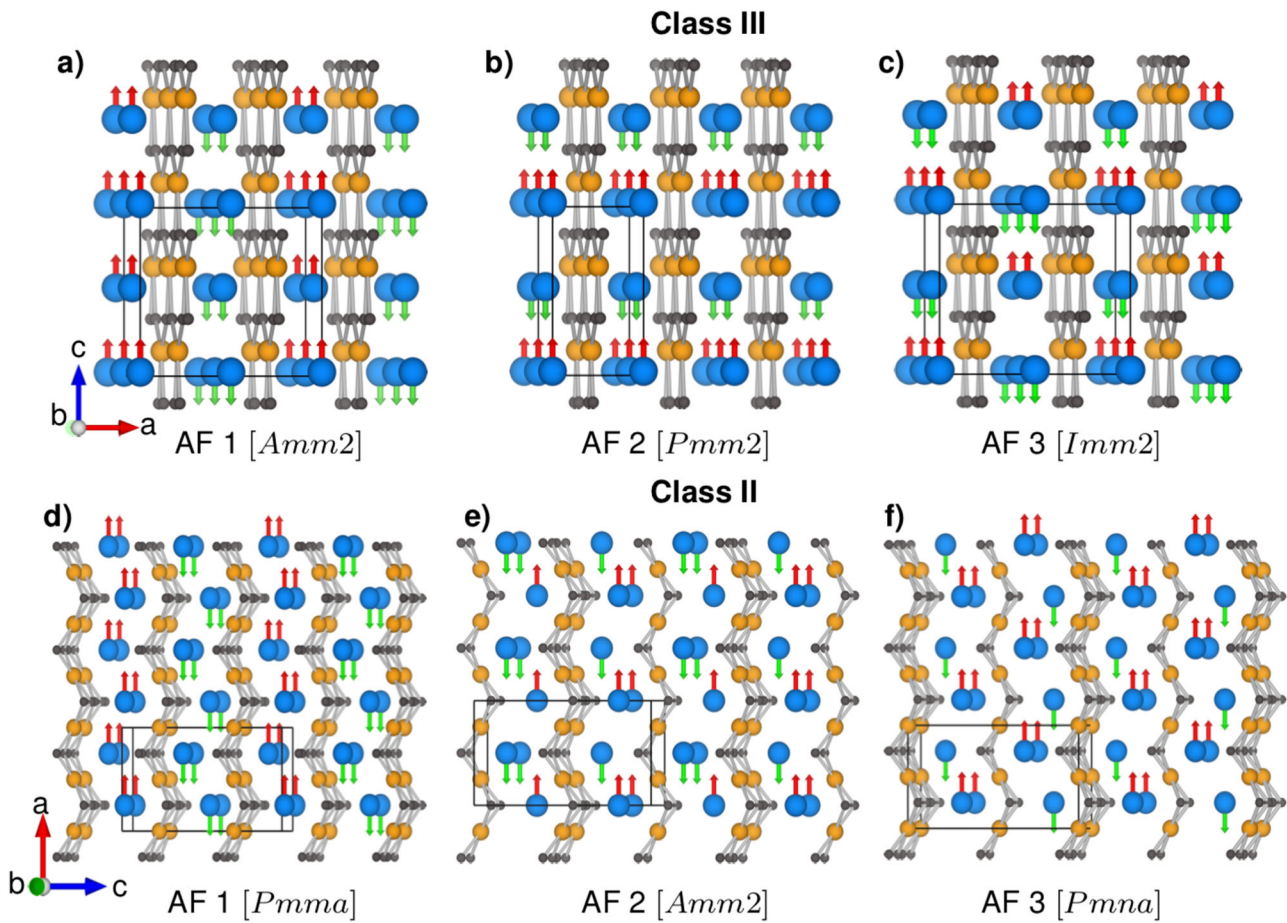 Class III
a)
b)
c)
c
b
a
AF 1 [Amm2]
AF 2 [Pmm2]
AF 3 [Imm2]
Class II
d)
e)
f)
a
b
c
AF 1 [Pmma]
AF 2 [Amm2]
AF 3 [Pmna]